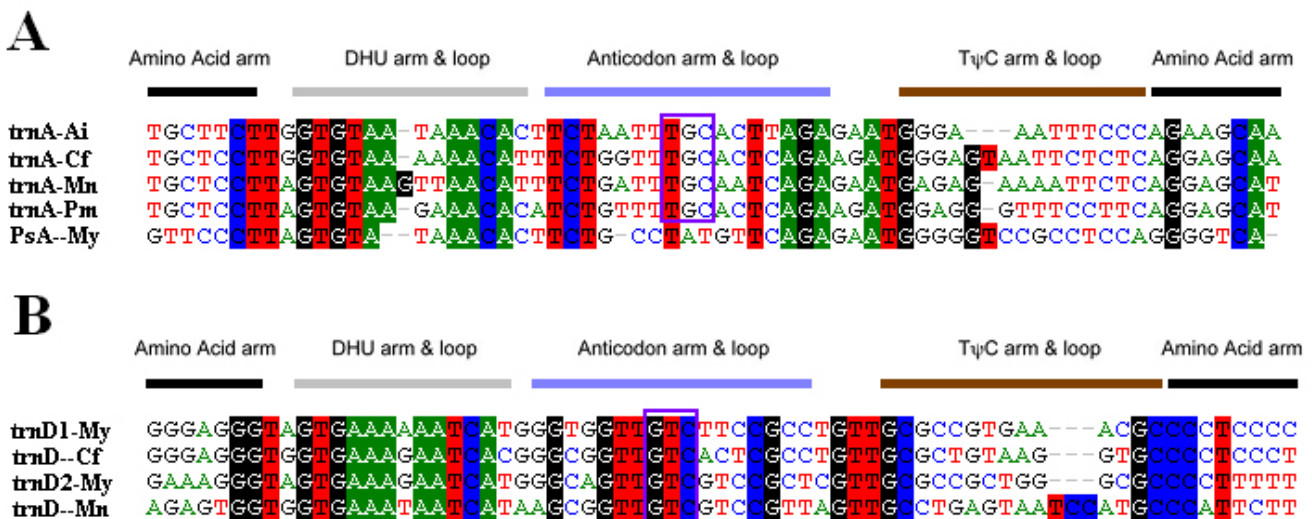 A
Amino Acid arm DHU arm & loop Anticodon arm & loop TψC arm & loop Amino Acid arm
trnA-Ai TGCTTCTTGGTGTAA-TAAACACTTCTAATTTGCACTTAGAGAATGGGA---AATTTCCCAGAAGCAA
trnA-Cf TGCTCCTTGGTGTAA-AAAACATTTCTGGTTTGCACTCAGAAGATGGGAGTAATTCTCTCAGGAGCAA
trnA-Mn TGCTCCTTAGTGTAAGTTAACATTTCTGATTTGCAATCAGAGAATGAGAG-AAAATTCTCAGGAGCAT
trnA-Pm TGCTCCTTAGTGTAA-GAAACACATCTGTTTTGCACTCAGAAGATGGAGG-GTTTCCTTCAGGAGCAT
PsA--My GTTCCCTTAGTGTA--TAAACACTTCTG-CCTATGTTCAGAGAATGGGGGTCCGCCTCCAGGGGTCA-
B
Amino Acid arm DHU arm & loop Anticodon arm & loop TψC arm & loop Amino Acid arm
trnD1-My GGGAGGGTAGTGAAAAAATCATGGGTGGTTGTCTTCCGCCTGTTGCGCCGTGAA---ACGCCCCTCCCC
trnD--Cf GGGAGGGTGGTGAAAAAATCACGGGCGGTTGTCACTCGCCTGTTGCGCTGTAAG---GTGCCCCTCCCT
trnD2-My GAAAGGGTAGTGAAAAAATCATGGGCAGTTGTCGTCCGCTCGTTGCGCCGCTGG---GCGCCCCTTTTT
trnD--Mn AGAGTGGTGGTGAAATAATCATAAGCGGTTGTCGTCCGTTAGTTGCCTGAGTAATCCATGCCCATTCTT